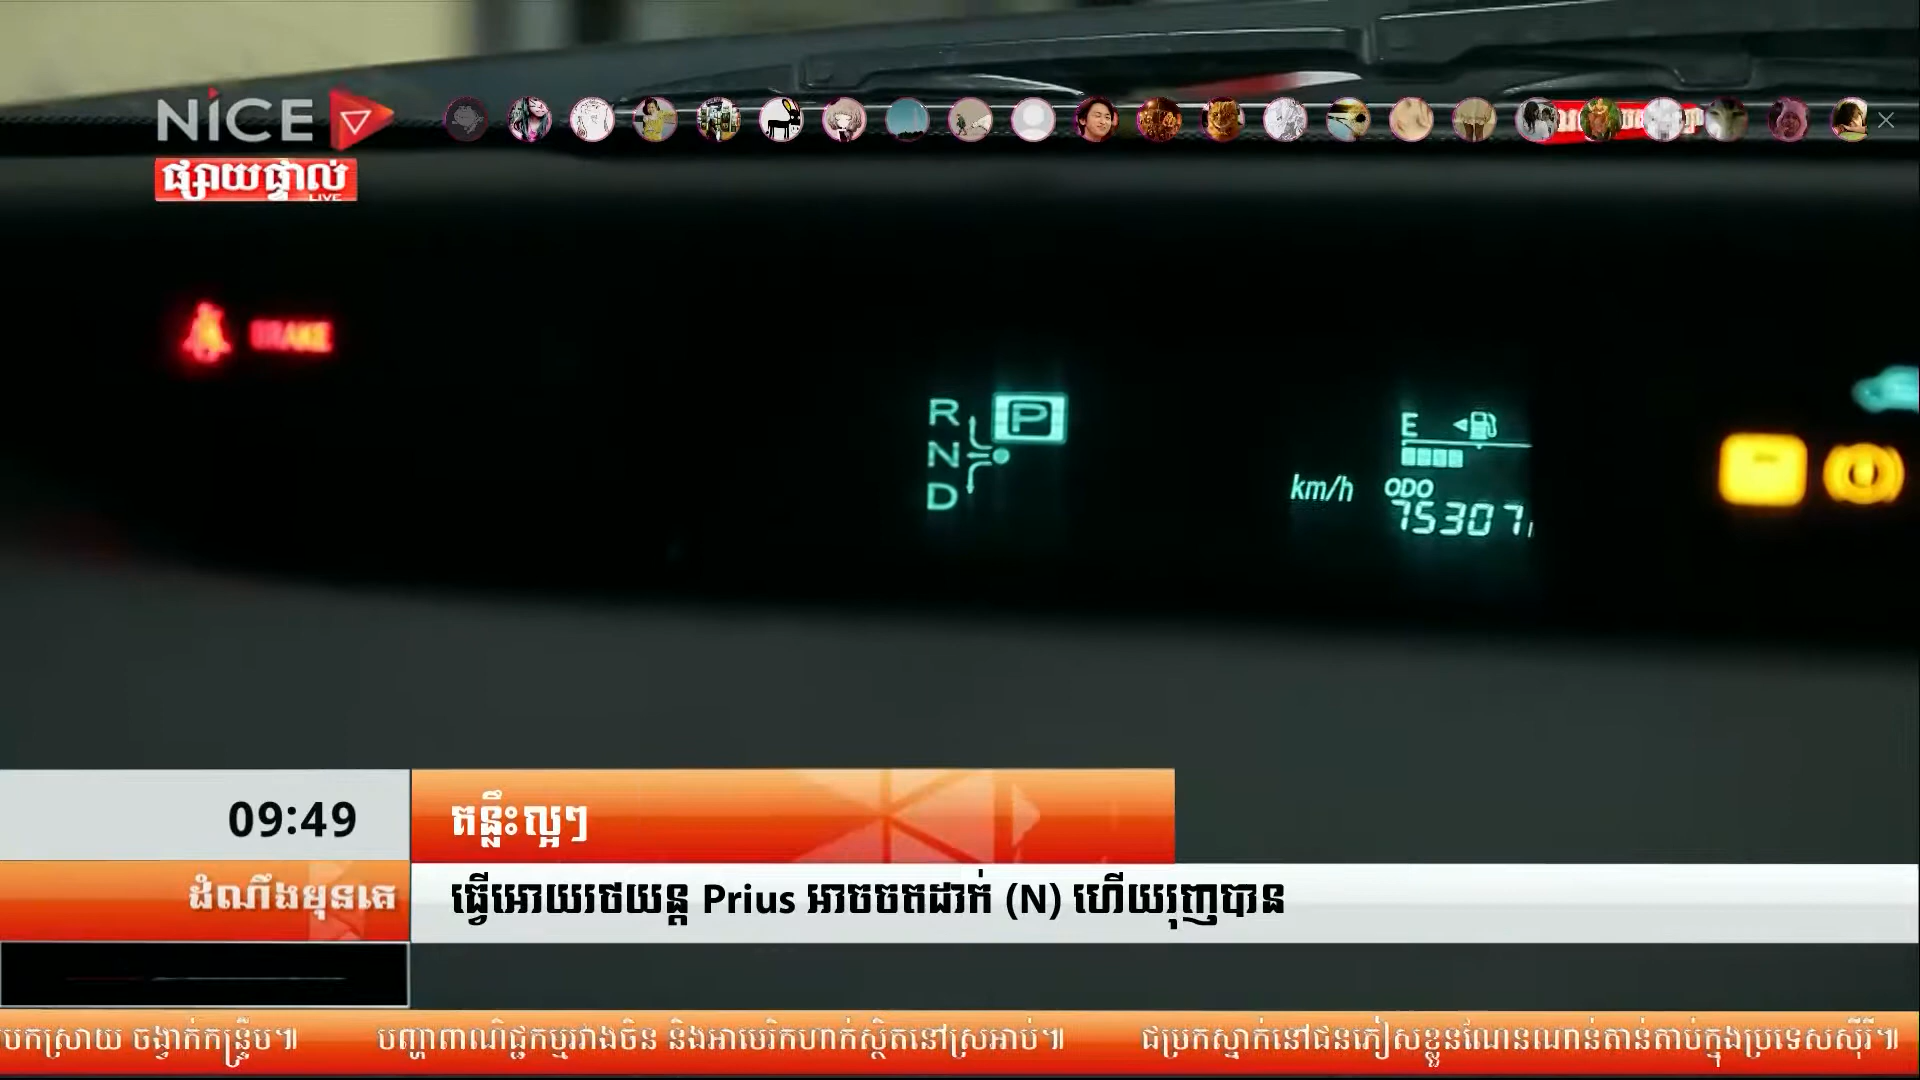 NiCE
ផ្សាយផ្ទាល់
LIVE
BRAKE
R P
N
D
E
km/h
ODO
75307
09:49
គន្លឹះល្អៗ
ដំណឹងមុនគេ
ធ្វើអោយរថយន្ត Prius អាចចតដាក់ (N) ហើយរុញបាន
បកស្រាយ ចង្វាក់កន្ទ្រឹម៕ បញ្ហាពាណិជ្ជកម្មរវាងចិន និងអាមេរិកហាក់ស្ថិតនៅស្រអាប់៕ ជម្រកស្នាក់នៅជនភៀសខ្លួនណែនណាន់តាន់តាប់ក្នុងប្រទេសស៊ីរី៕